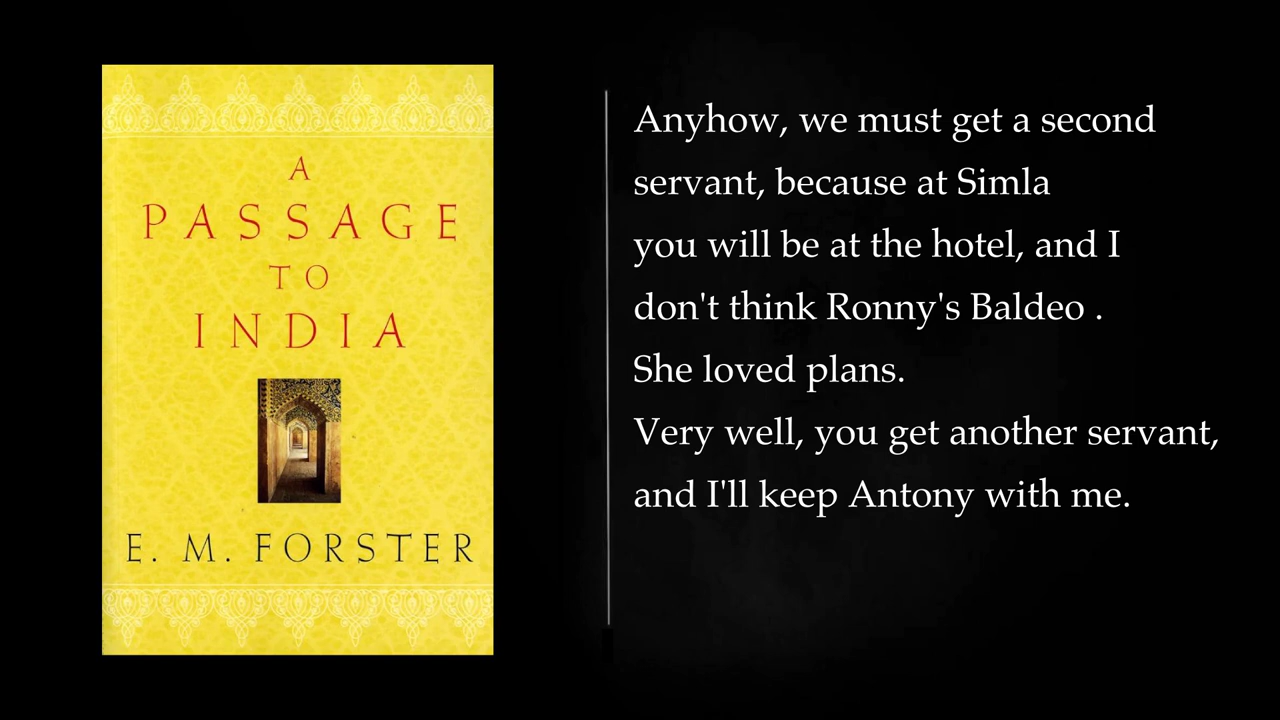 A
PASSAGE
TO
INDIA
E. M. FORSTER
Anyhow, we must get a second
servant, because at Simla
you will be at the hotel, and I
don't think Ronny's Baldeo .
She loved plans.
Very well, you get another servant,
and I'll keep Antony with me.